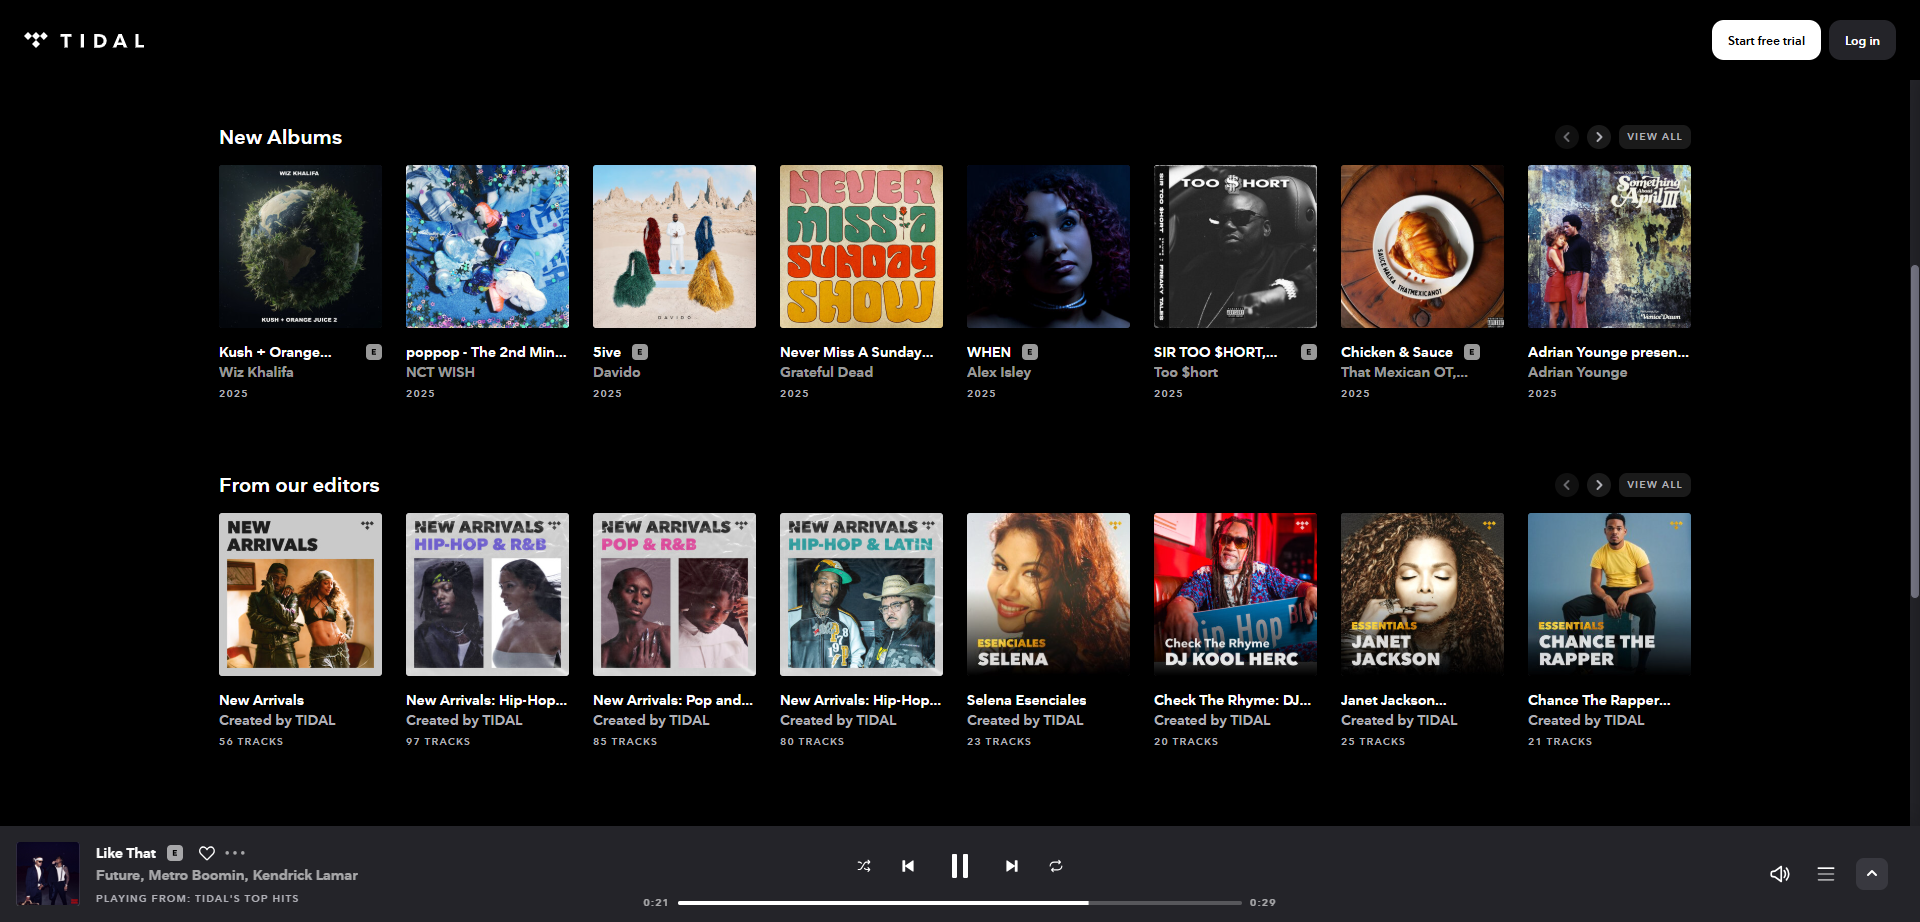 TIDAL
Start free trial
Log in
New Albums
VIEW ALL
WIZ KHALIFA
KUSH + ORANGE JUICE 2
DAVIDO
NEVER
MISS A
SUNDAY
SHOW
TOO $HORT
SAUCE WALKA THATMEXICANOT
Something
About
April III
Venice Dawn
Kush + Orange... E
Wiz Khalifa
2025
poppop - The 2nd Min...
NCT WISH
2025
5ive E
Davido
2025
Never Miss A Sunday...
Grateful Dead
2025
WHEN E
Alex Isley
2025
SIR TOO $HORT,... E
Too $hort
2025
Chicken & Sauce E
That Mexican OT,...
2025
Adrian Younge presen...
Adrian Younge
2025
From our editors
VIEW ALL
NEW
ARRIVALS
NEW ARRIVALS
HIP-HOP & R&B
NEW ARRIVALS
POP & R&B
NEW ARRIVALS
HIP-HOP & LATIN
ESENCIALES
SELENA
Hip Hop
Check The Rhyme
DJ KOOL HERC
ESSENTIALS
JANET
JACKSON
ESSENTIALS
CHANCE THE
RAPPER
New Arrivals
Created by TIDAL
56 TRACKS
New Arrivals: Hip-Hop...
Created by TIDAL
97 TRACKS
New Arrivals: Pop and...
Created by TIDAL
85 TRACKS
New Arrivals: Hip-Hop...
Created by TIDAL
80 TRACKS
Selena Esenciales
Created by TIDAL
23 TRACKS
Check The Rhyme: DJ...
Created by TIDAL
20 TRACKS
Janet Jackson...
Created by TIDAL
25 TRACKS
Chance The Rapper...
Created by TIDAL
21 TRACKS
Like That E
Future, Metro Boomin, Kendrick Lamar
PLAYING FROM: TIDAL'S TOP HITS
0:21
0:29